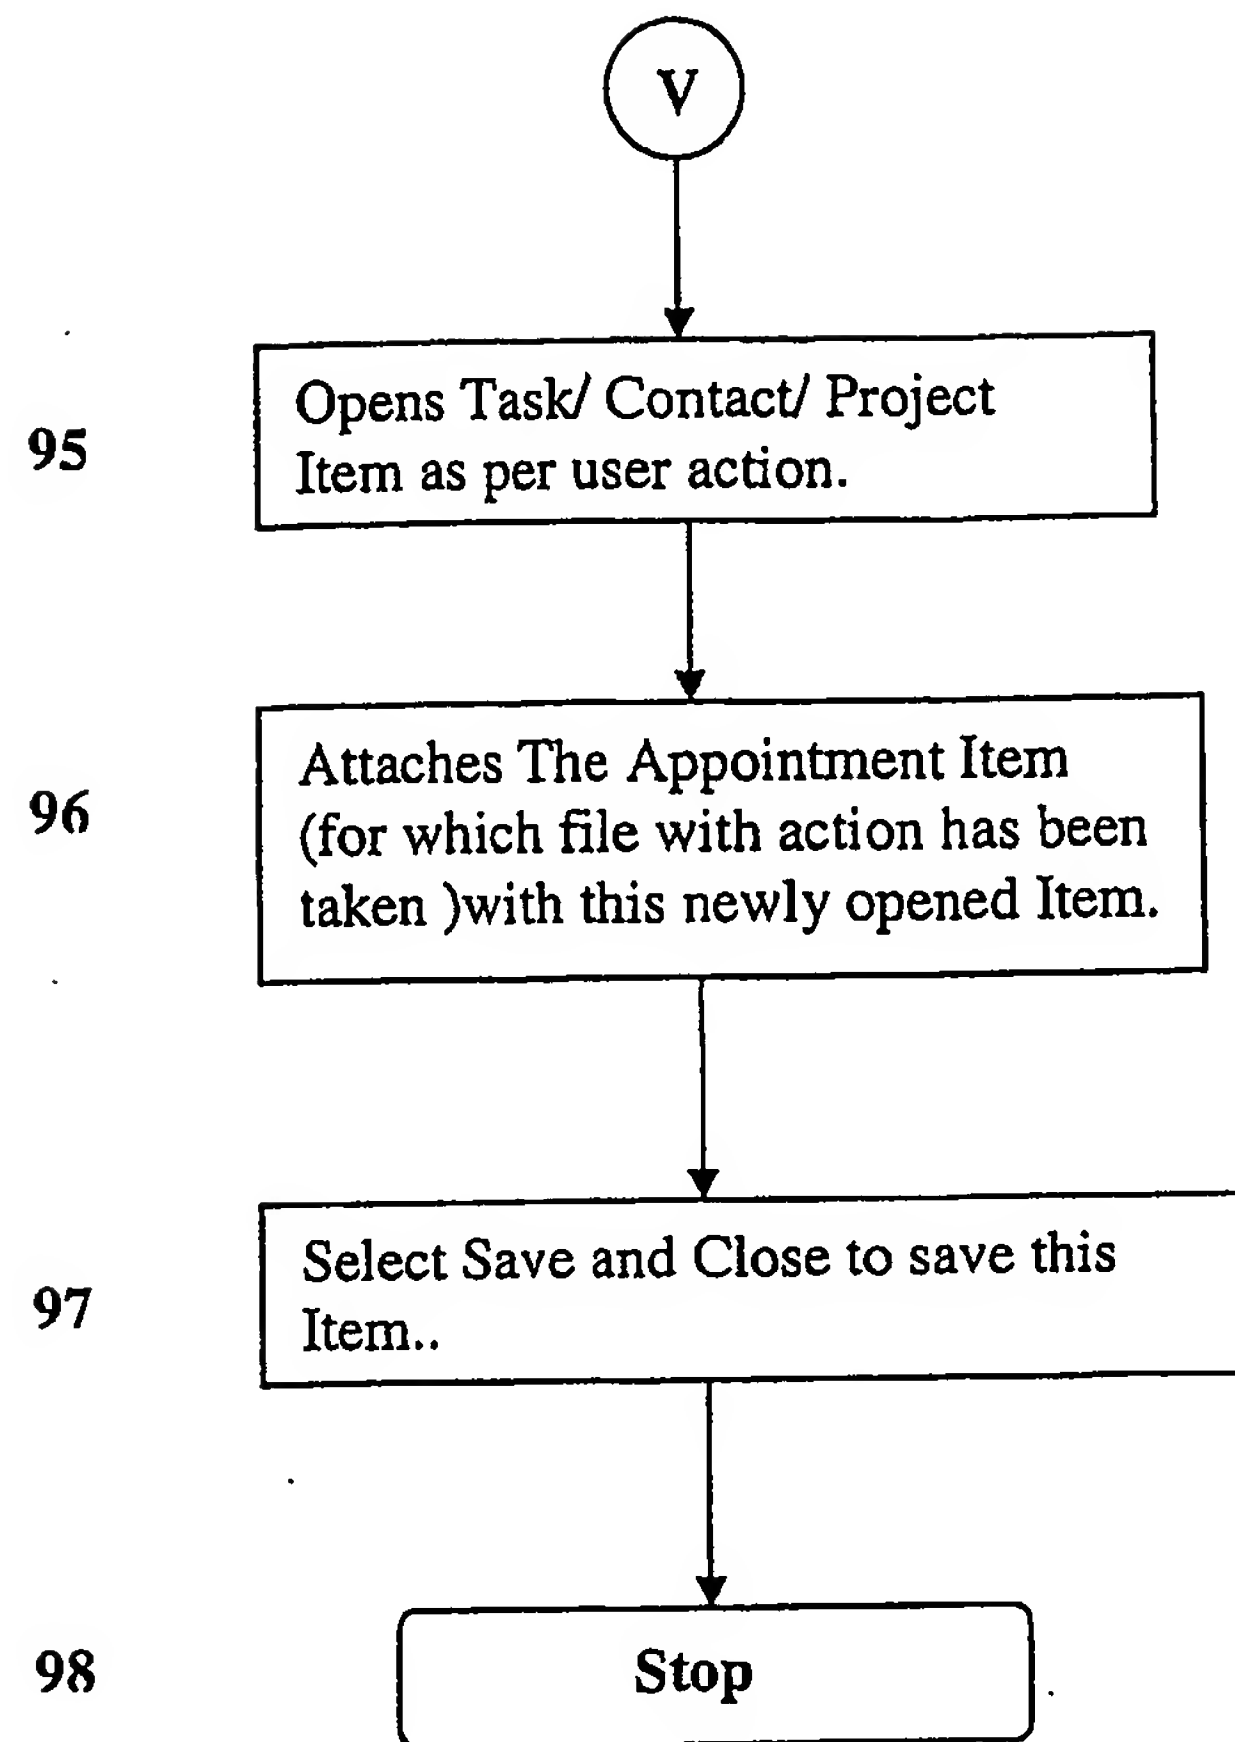 V
95
Opens Task/ Contact/ Project
Item as per user action.
96
Attaches The Appointment Item
(for which file with action has been
taken )with this newly opened Item.
97
Select Save and Close to save this
Item..
98
Stop